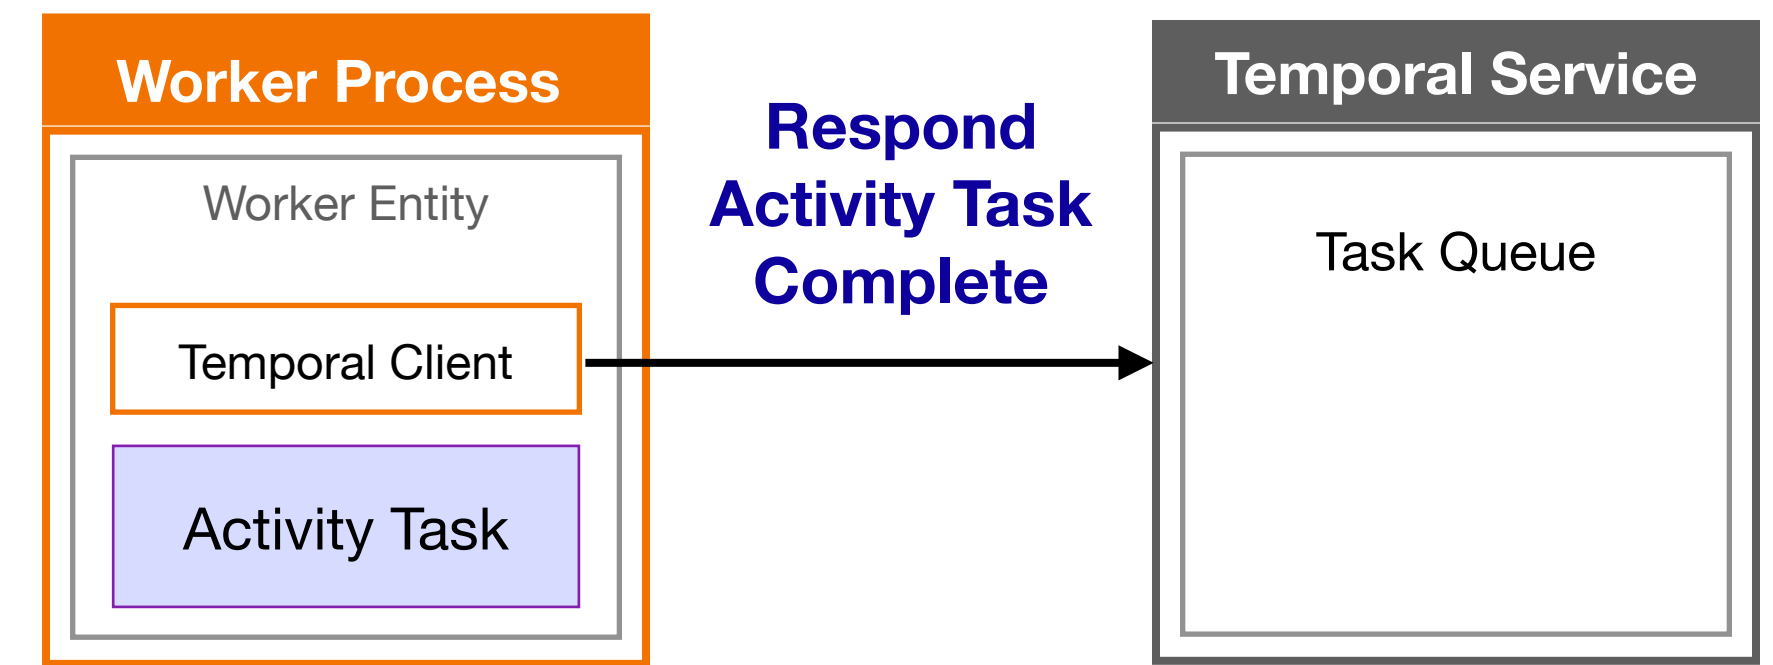 Worker Process
Worker Entity
Temporal Client
Activity Task
Respond
Activity Task
Complete
Temporal Service
Task Queue